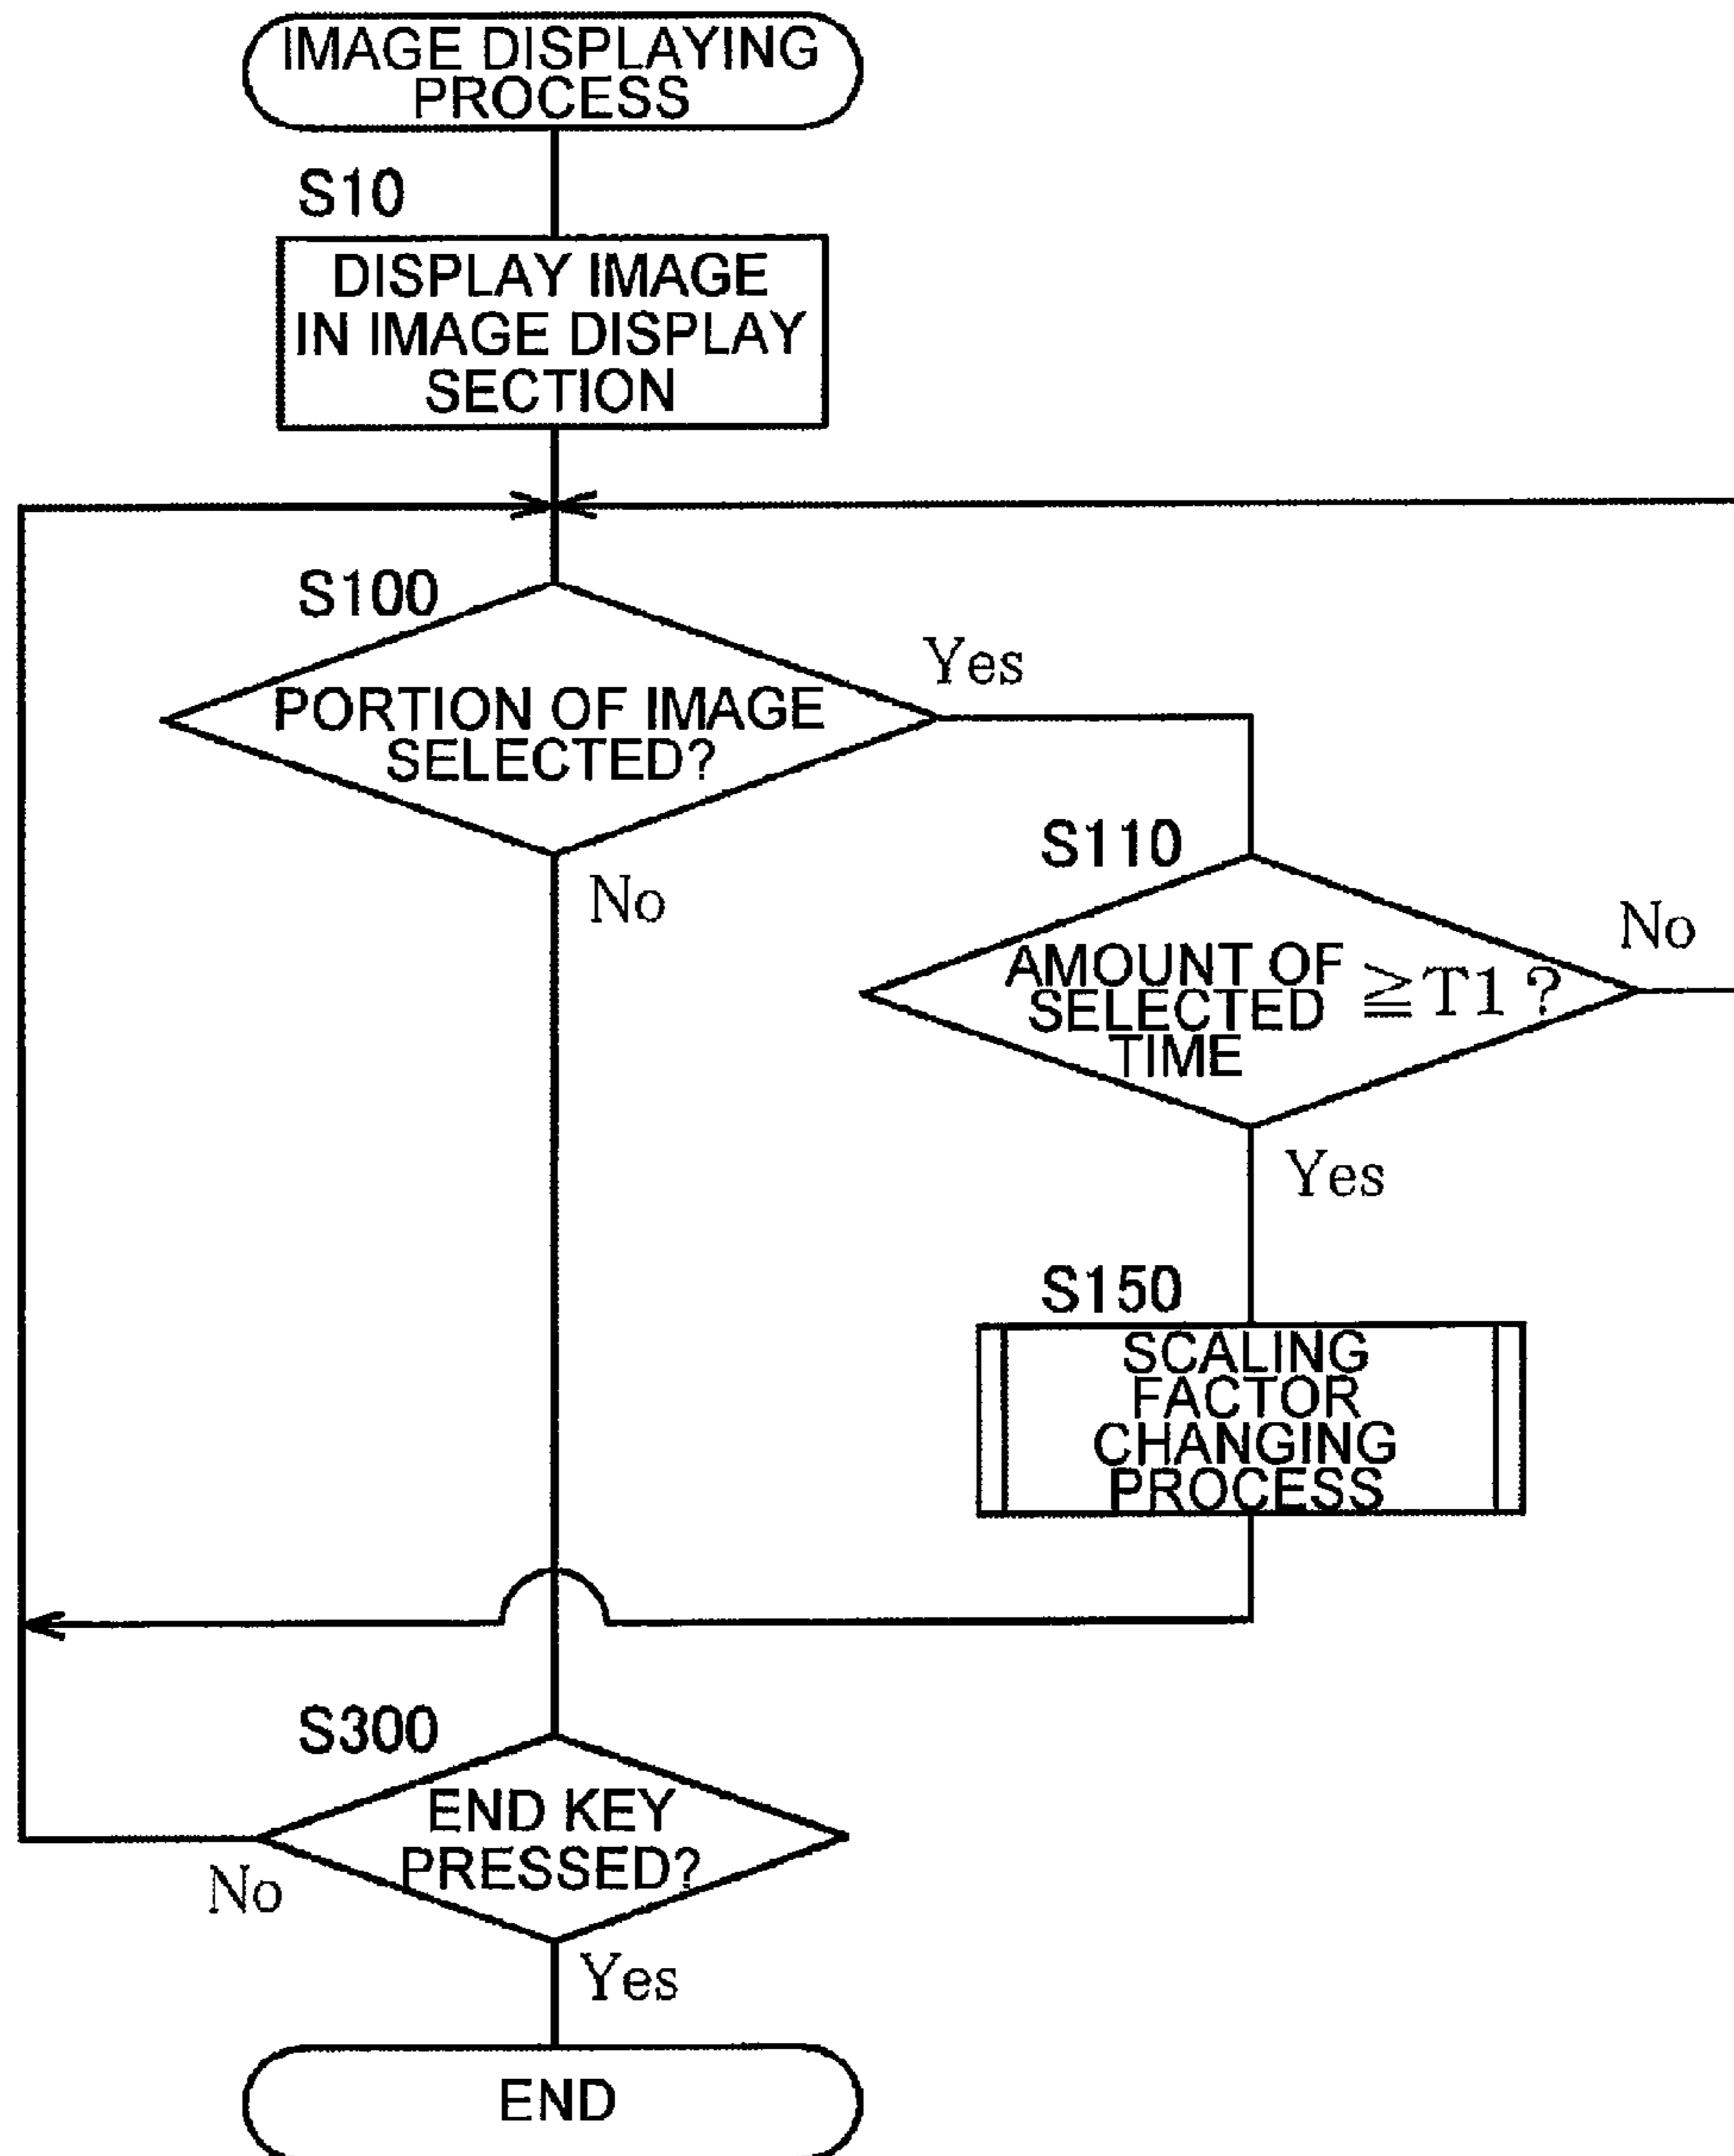 IMAGE DISPLAYING
PROCESS
S10
DISPLAY IMAGE
IN IMAGE DISPLAY
SECTION
S100
PORTION OF IMAGE
SELECTED?
Yes
No
S110
AMOUNT OF
SELECTED
TIME
≧T1 ?
No
Yes
S150
SCALING
FACTOR
CHANGING
PROCESS
S300
END KEY
PRESSED?
No
Yes
END